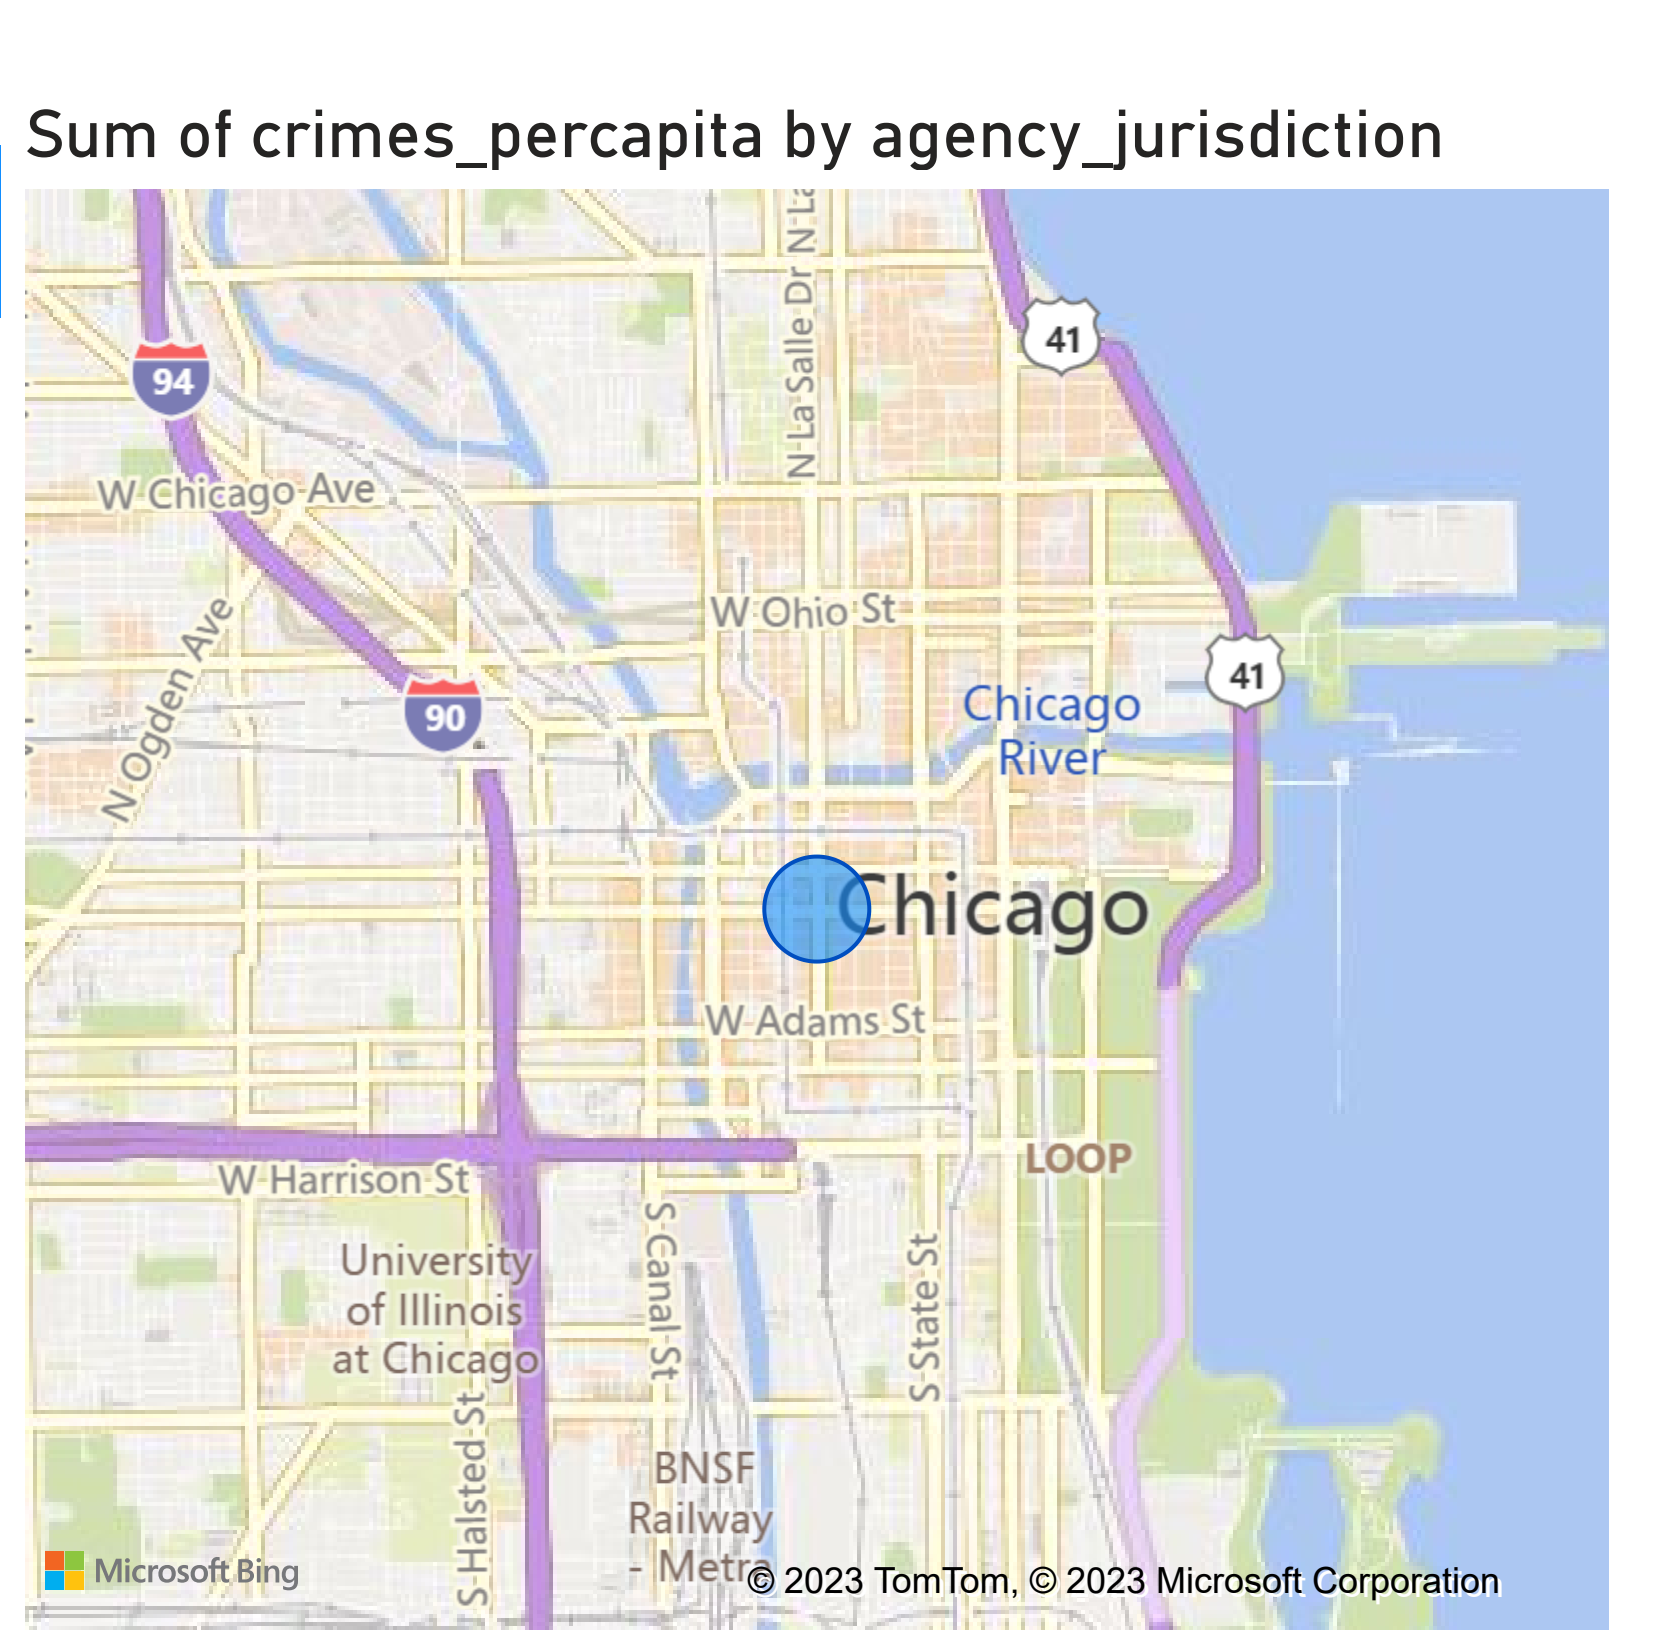 Sum of crimes_percapita by agency_jurisdiction
N La
N La Salle Dr
41
94
W Chicago Ave
W Ohio St
N Ogden Ave
41
90
Chicago
River
Chicago
W Adams St
LOOP
W Harrison St
S Canal St
S State St
University
of Illinois
at Chicago
S Halsted St
BNSF
Railway
- Metra
Microsoft Bing
© 2023 TomTom, © 2023 Microsoft Corporation